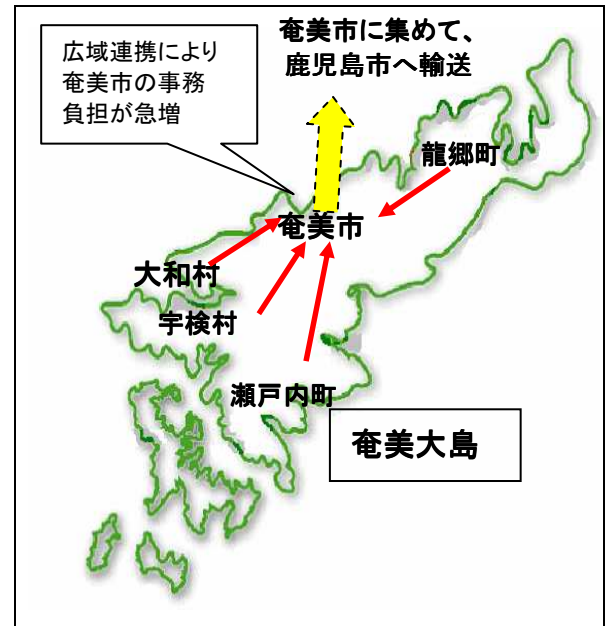 広域連携により
奄美市の事務
負担が急増
奄美市に集めて、
鹿児島市へ輸送
龍郷町
奄美市
大和村
宇検村
瀬戸内町
奄美大島